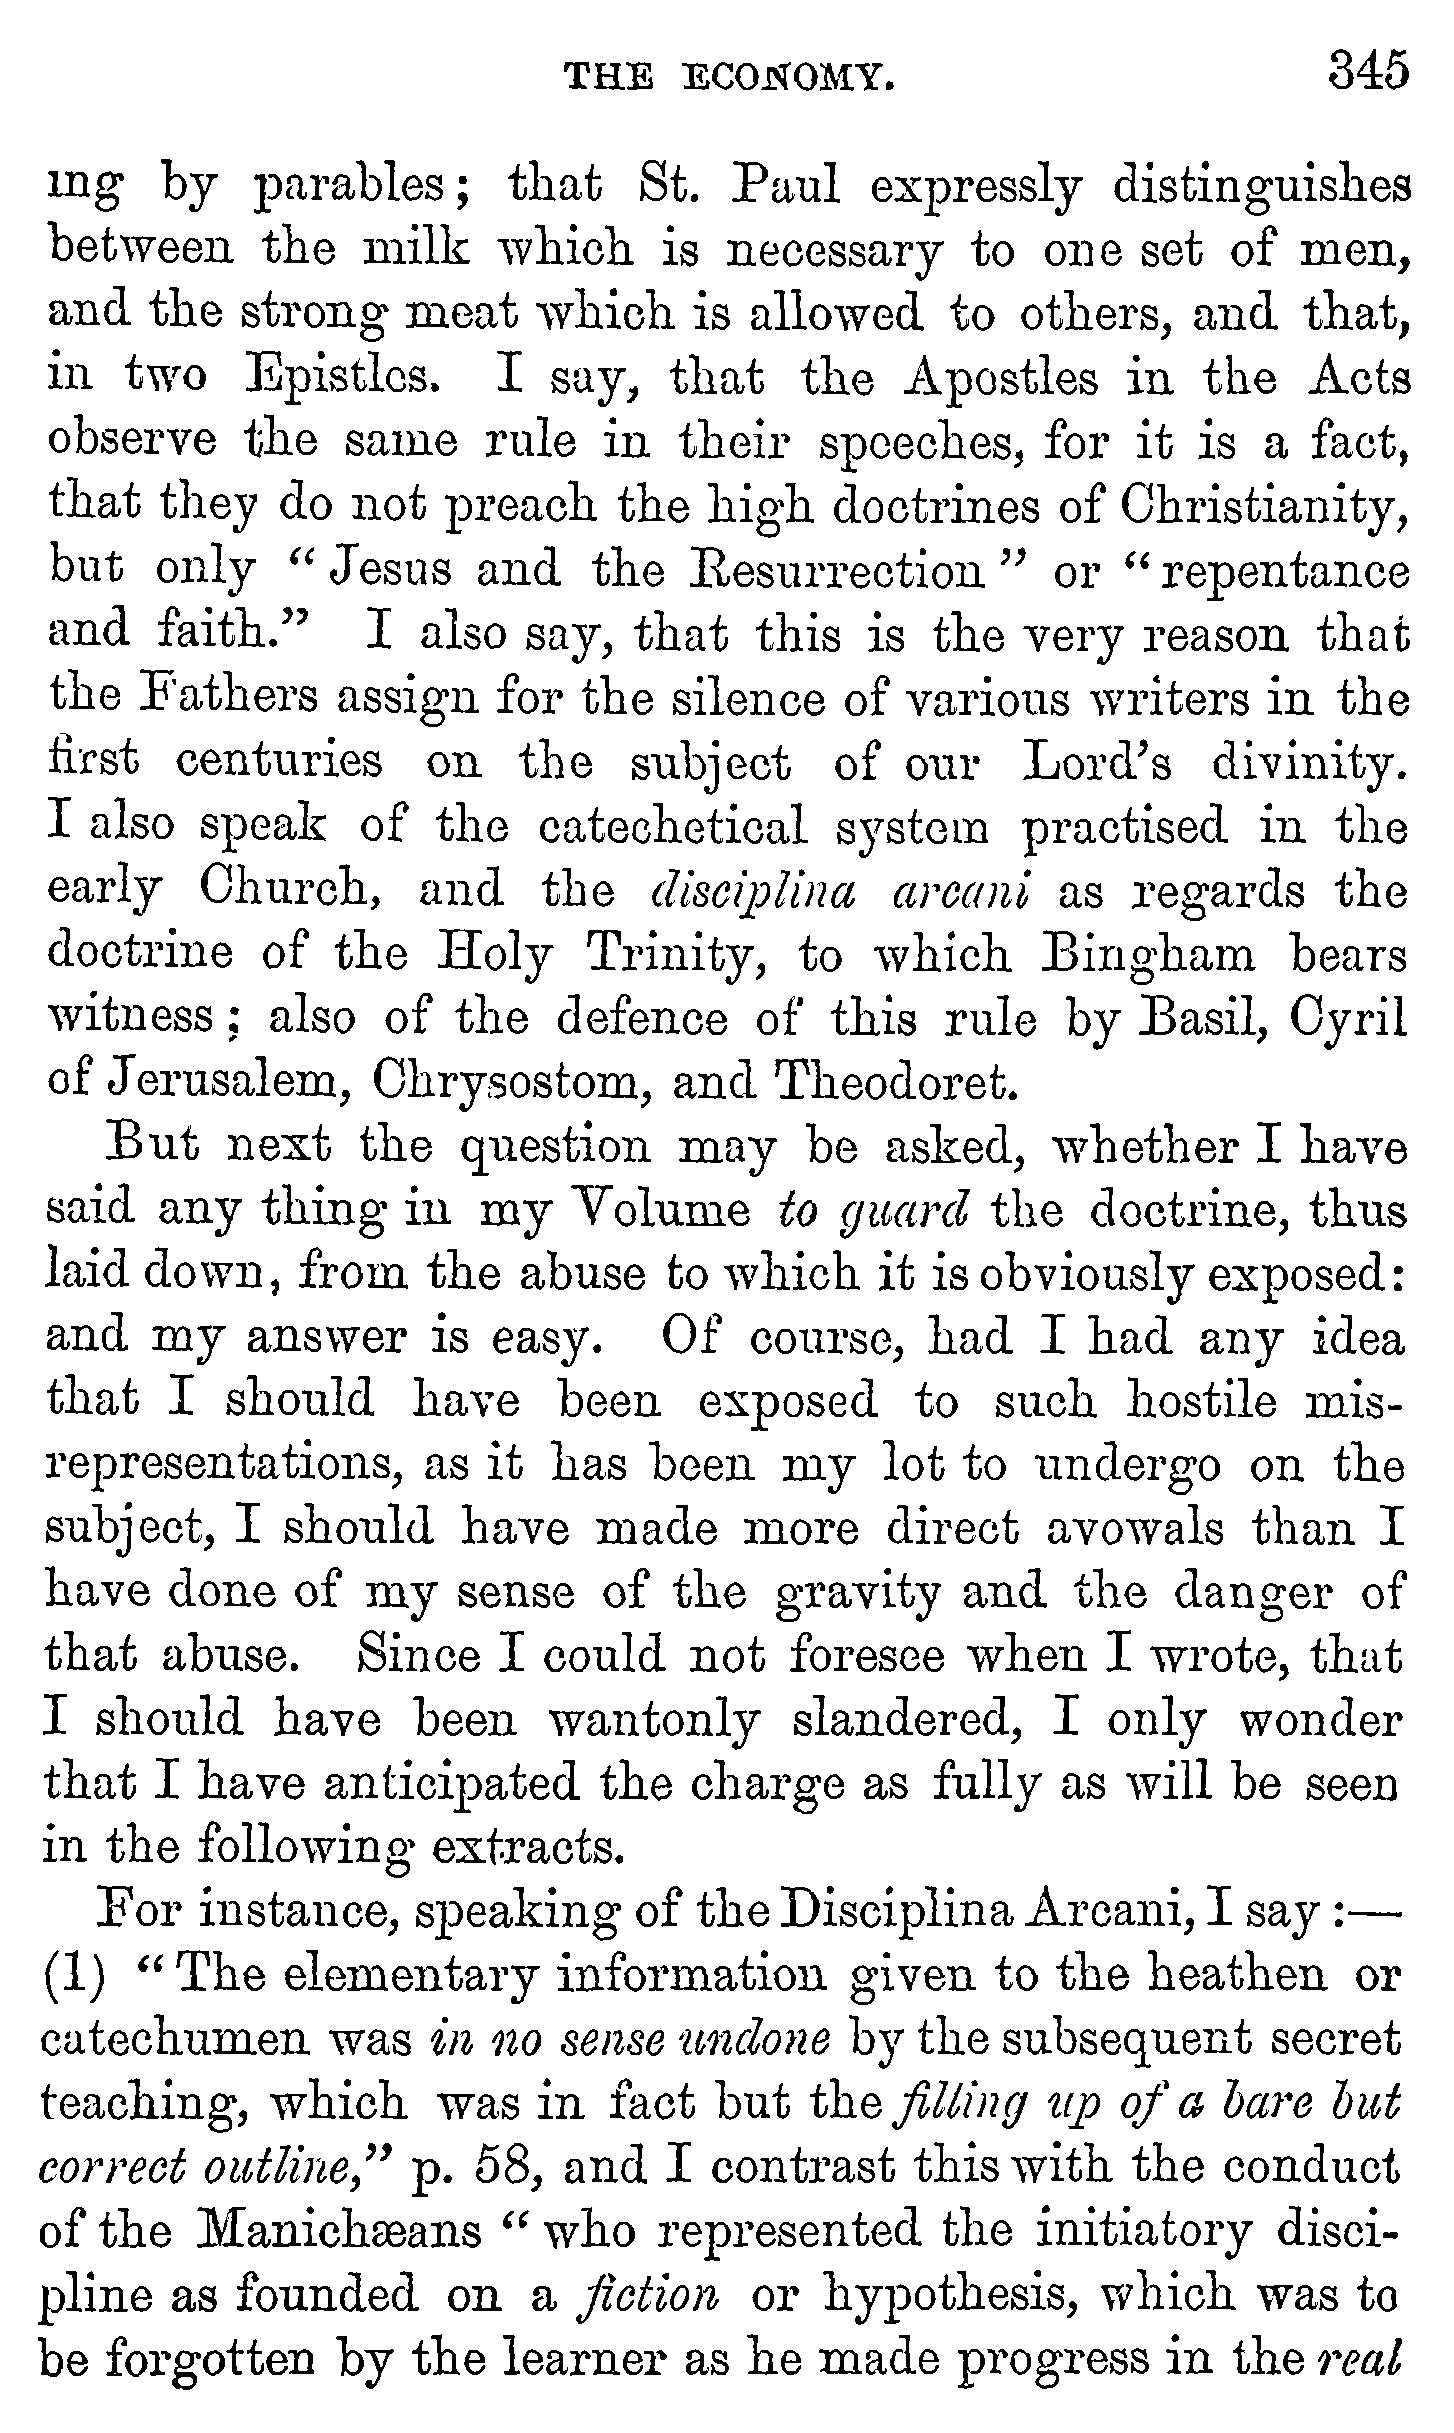 THE ECONOMY. 345
ing by parables; that St. Paul expressly distinguishes
between the milk which is necessary to one set of men,
and the strong meat which is allowed to others, and that,
in two Epistles. I say, that the Apostles in the Acts
observe the same rule in their speeches, for it is a fact,
that they do not preach the high doctrines of Christianity,
but only “Jesus and the Resurrection” or “repentance
and faith.” I also say, that this is the very reason that
the Fathers assign for the silence of various writers in the
first centuries on the subject of our Lord’s divinity.
I also speak of the catechetical system practised in the
early Church, and the disciplina arcani as regards the
doctrine of the Holy Trinity, to which Bingham bears
witness; also of the defence of this rule by Basil, Cyril
of Jerusalem, Chrysostom, and Theodoret.
But next the question may be asked, whether I have
said any thing in my Volume to guard the doctrine, thus
laid down, from the abuse to which it is obviously exposed:
and my answer is easy. Of course, had I had any idea
that I should have been exposed to such hostile mis-
representations, as it has been my lot to undergo on the
subject, I should have made more direct avowals than I
have done of my sense of the gravity and the danger of
that abuse. Since I could not foresee when I wrote, that
I should have been wantonly slandered, I only wonder
that I have anticipated the charge as fully as will be seen
in the following extracts.
For instance, speaking of the Disciplina Arcani, I say:—
(1) “The elementary information given to the heathen or
catechumen was in no sense undone by the subsequent secret
teaching, which was in fact but the filling up of a bare but
correct outline,” p. 58, and I contrast this with the conduct
of the Manichæans “who represented the initiatory disci-
pline as founded on a fiction or hypothesis, which was to
be forgotten by the learner as he made progress in the real